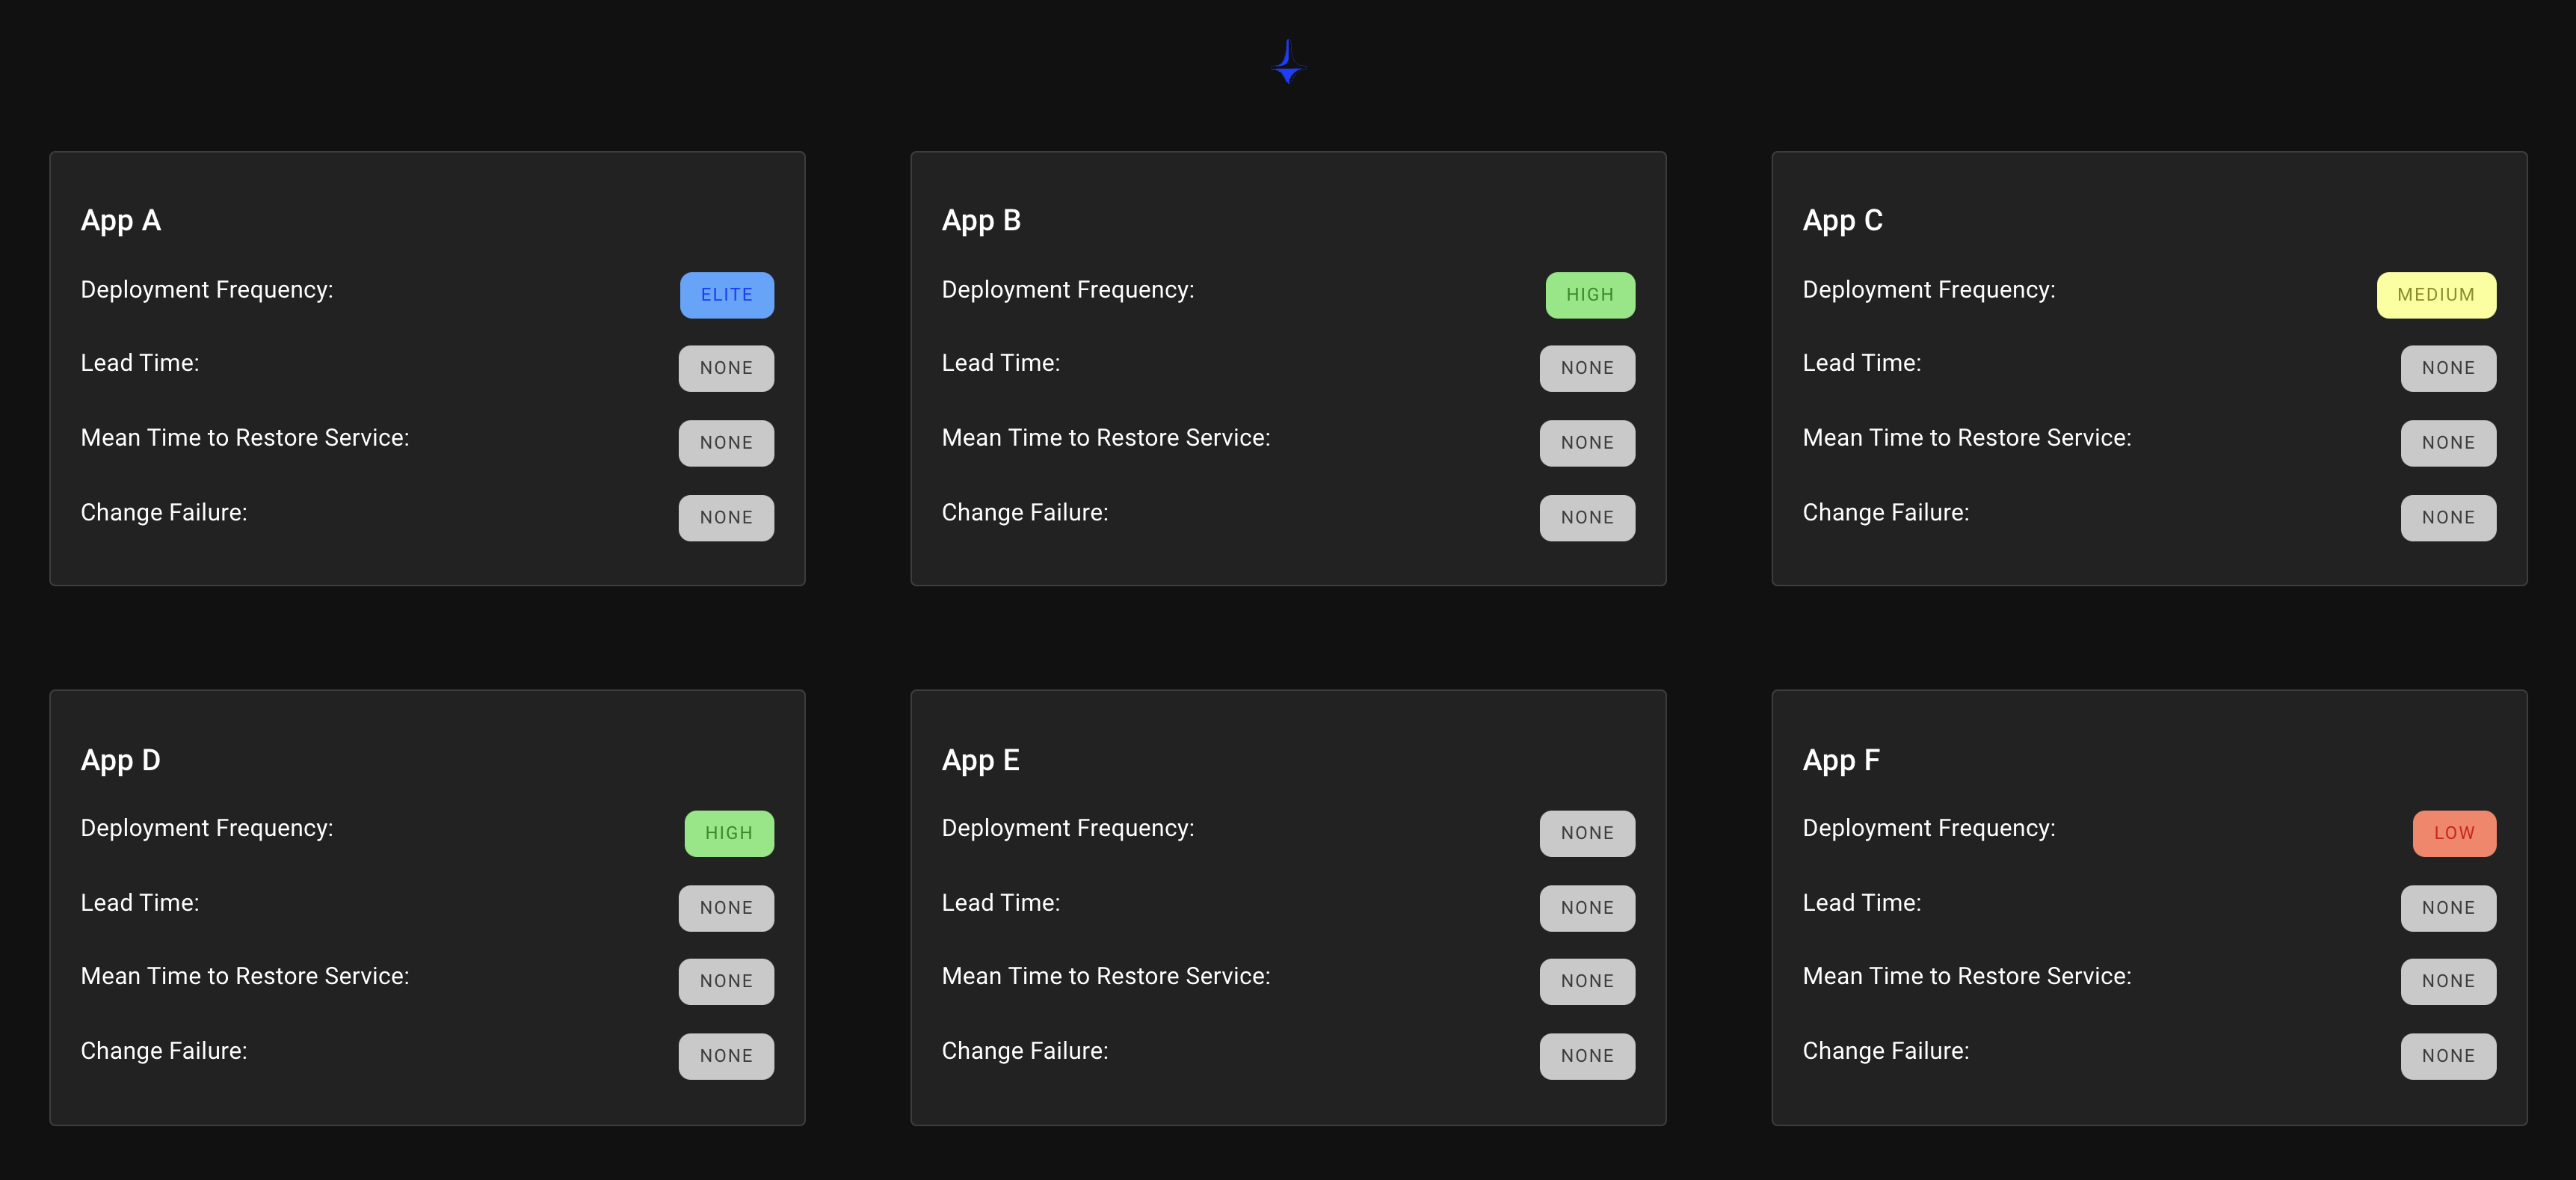 App A
Deployment Frequency: ELITE
Lead Time: NONE
Mean Time to Restore Service: NONE
Change Failure: NONE
App B
Deployment Frequency: HIGH
Lead Time: NONE
Mean Time to Restore Service: NONE
Change Failure: NONE
App C
Deployment Frequency: MEDIUM
Lead Time: NONE
Mean Time to Restore Service: NONE
Change Failure: NONE
App D
Deployment Frequency: HIGH
Lead Time: NONE
Mean Time to Restore Service: NONE
Change Failure: NONE
App E
Deployment Frequency: NONE
Lead Time: NONE
Mean Time to Restore Service: NONE
Change Failure: NONE
App F
Deployment Frequency: LOW
Lead Time: NONE
Mean Time to Restore Service: NONE
Change Failure: NONE